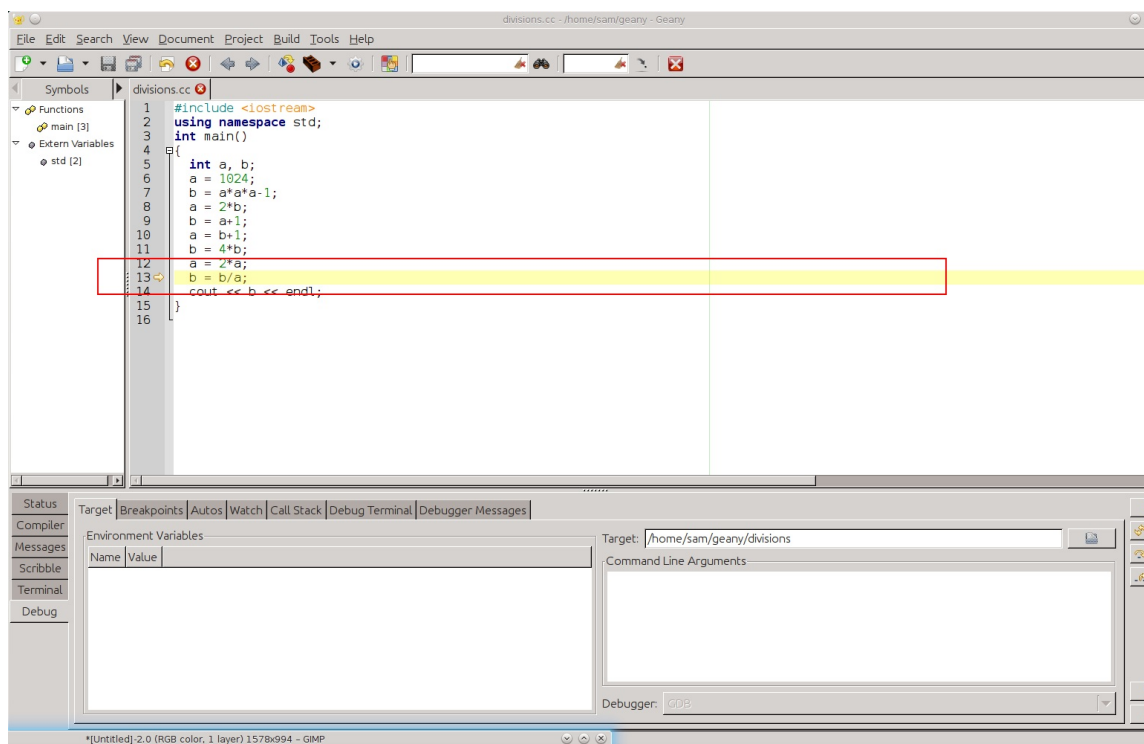 divisions.cc - /home/sam/geany - Geany
File Edit Search View Document Project Build Tools Help
Symbols divisions.cc
Functions
main [3]
Extern Variables
std [2]
1 #include <iostream>
2 using namespace std;
3 int main()
4 {
5 int a, b;
6 a = 1024;
7 b = a*a*a-1;
8 a = 2*b;
9 b = a+1;
10 a = b+1;
11 b = 4*b;
12 a = 2*a;
13 b = b/a;
14 cout << b << endl;
15 }
16
Status
Compiler
Messages
Scribble
Terminal
Debug
Target Breakpoints Autos Watch Call Stack Debug Terminal Debugger Messages
Environment Variables
Name Value
Target: /home/sam/geany/divisions
Command Line Arguments
Debugger: GDB
*[Untitled]-2.0 (RGB color, 1 layer) 1578x994 – GIMP